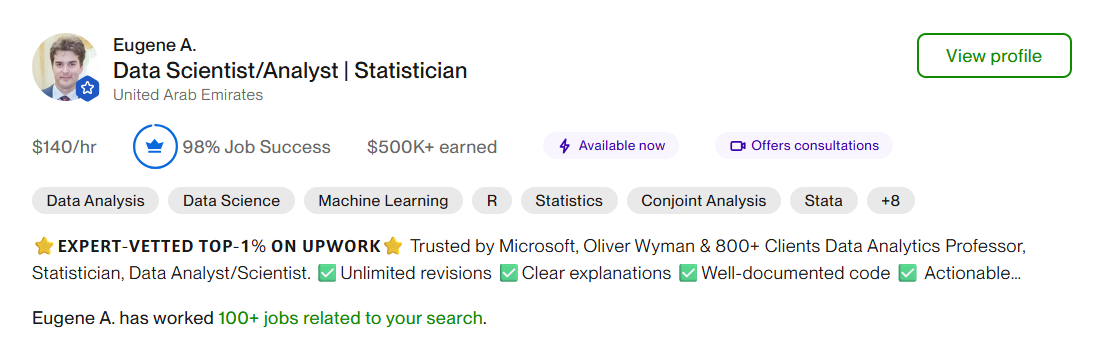 Eugene A.
Data Scientist/Analyst | Statistician
United Arab Emirates
View profile
$140/hr
98% Job Success
$500K+ earned
Available now
Offers consultations
Data Analysis
Data Science
Machine Learning
R
Statistics
Conjoint Analysis
Stata
+8
⭐EXPERT-VETTED TOP-1% ON UPWORK⭐ Trusted by Microsoft, Oliver Wyman & 800+ Clients Data Analytics Professor,
Statistician, Data Analyst/Scientist. ✅Unlimited revisions ✅Clear explanations ✅Well-documented code ✅ Actionable…
Eugene A. has worked 100+ jobs related to your search.